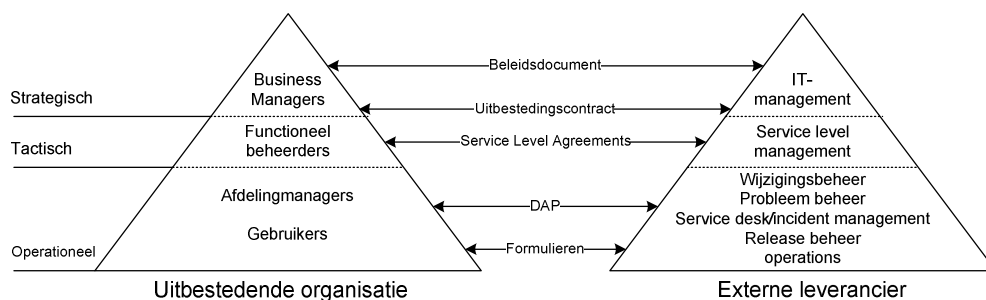 Beleidsdocument
Business
Managers
IT-
management
Strategisch
Uitbestedingscontract
Functioneel
beheerders
Service level
management
Tactisch
Service Level Agreements
Afdelingmanagers
Gebruikers
DAP
Wijzigingsbeheer
Probleem beheer
Service desk/incident management
Release beheer
operations
Operationeel
Formulieren
Uitbestedende organisatie
Externe leverancier